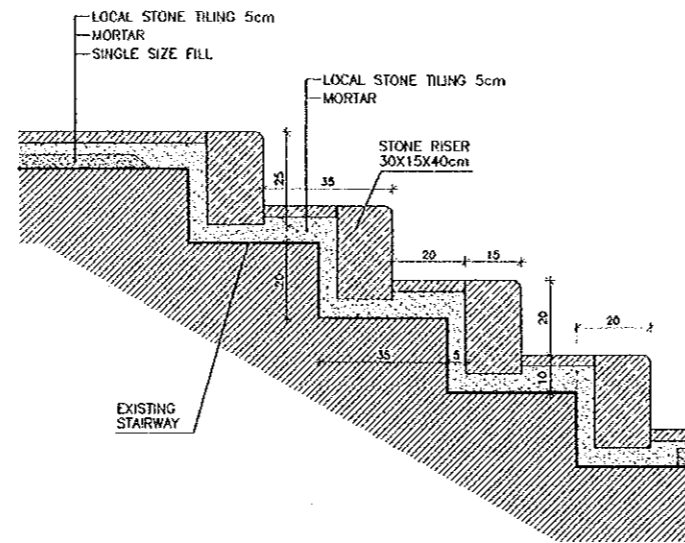 LOCAL STONE TILING 5cm
MORTAR
SINGLE SIZE FILL
LOCAL STONE TILING 5cm
MORTAR
STONE RISER
30X15X40cm
25
35
20
20
15
35
5
20
10
20
EXISTING
STAIRWAY